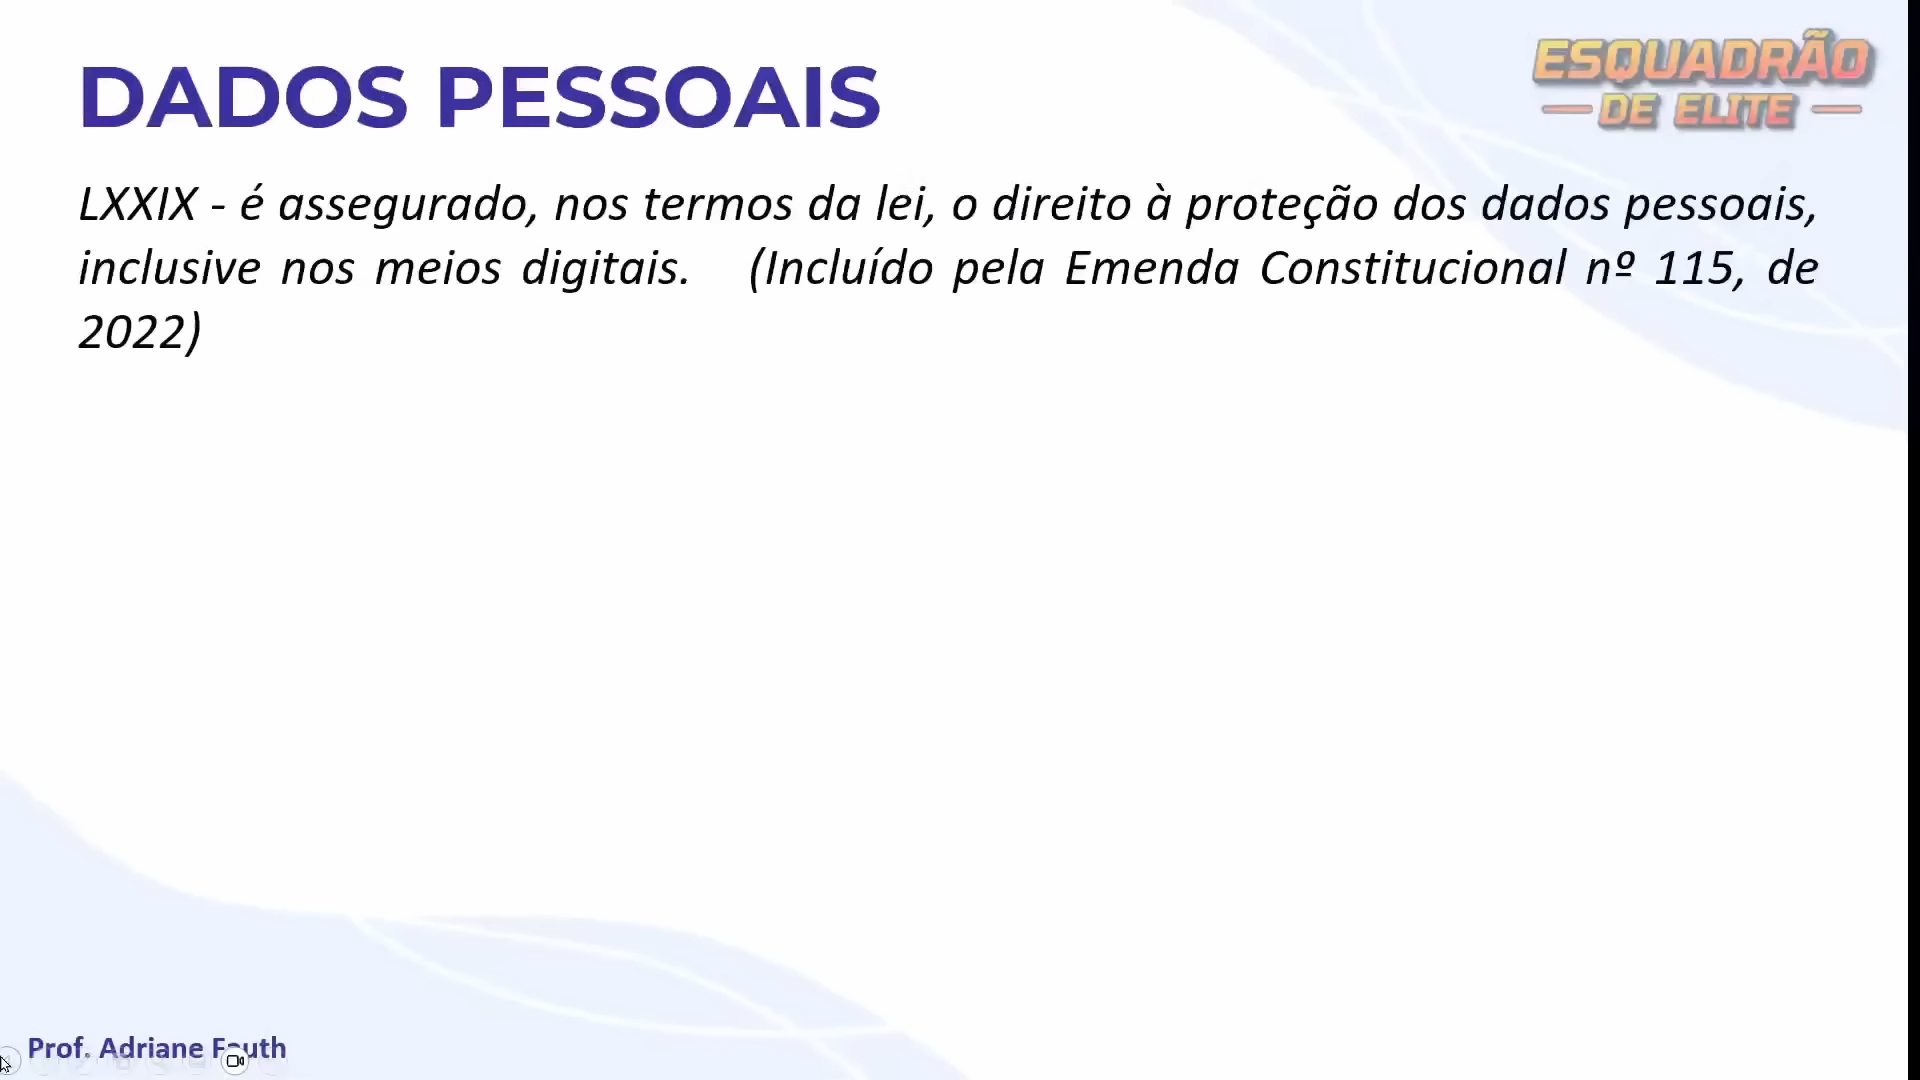 DADOS PESSOAIS
ESQUADRÃO
DE ELITE
LXXIX - é assegurado, nos termos da lei, o direito à proteção dos dados pessoais,
inclusive nos meios digitais. (Incluído pela Emenda Constitucional nº 115, de
2022)
Prof. Adriane Fauth